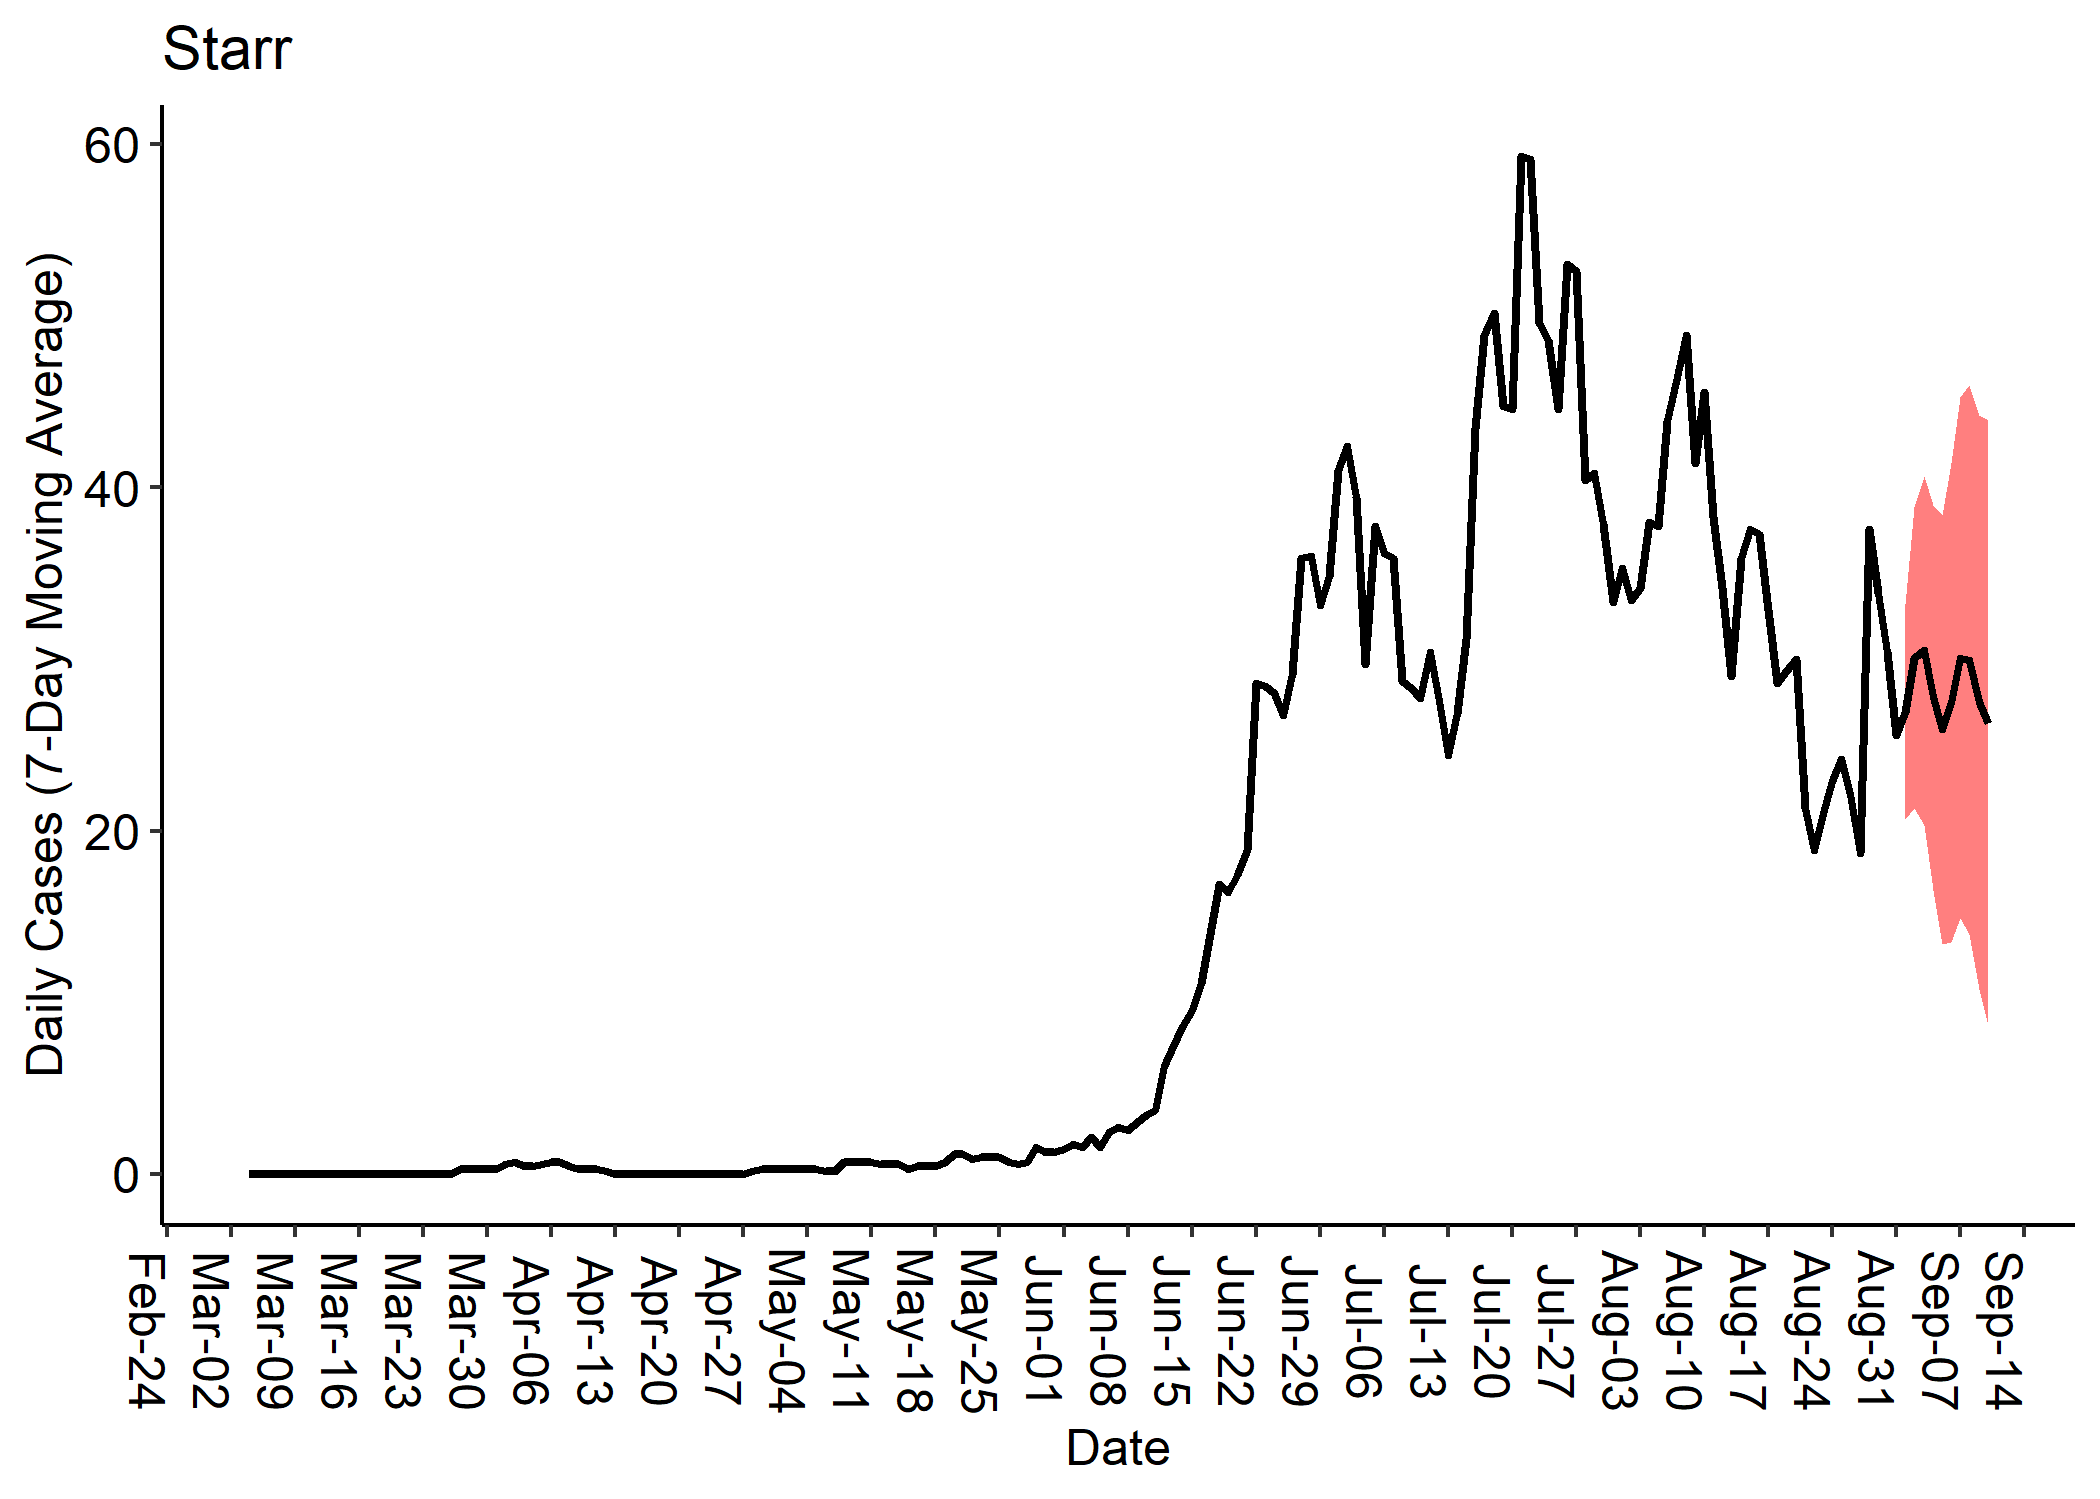 Starr
Daily Cases (7-Day Moving Average)
60
40
20
0
Feb-24
Mar-02
Mar-09
Mar-16
Mar-23
Mar-30
Apr-06
Apr-13
Apr-20
Apr-27
May-04
May-11
May-18
May-25
Jun-01
Jun-08
Jun-15
Jun-22
Jun-29
Jul-06
Jul-13
Jul-20
Jul-27
Aug-03
Aug-10
Aug-17
Aug-24
Aug-31
Sep-07
Sep-14
Date